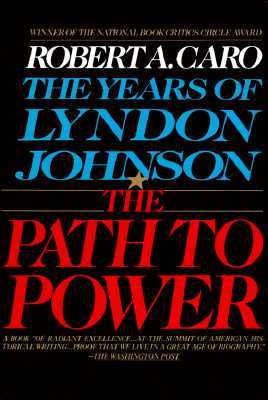 WINNER OF THE NATIONAL BOOK CRITICS CIRCLE AWARD
ROBERT A. CARO
THE YEARS OF
LYNDON
JOHNSON
THE
PATH TO
POWER
A BOOK "OF RADIANT EXCELLENCE...AT THE SUMMIT OF AMERICAN HIS-
TORICAL WRITING...PROOF THAT WE LIVE IN A GREAT AGE OF BIOGRAPHY."
—THE WASHINGTON POST